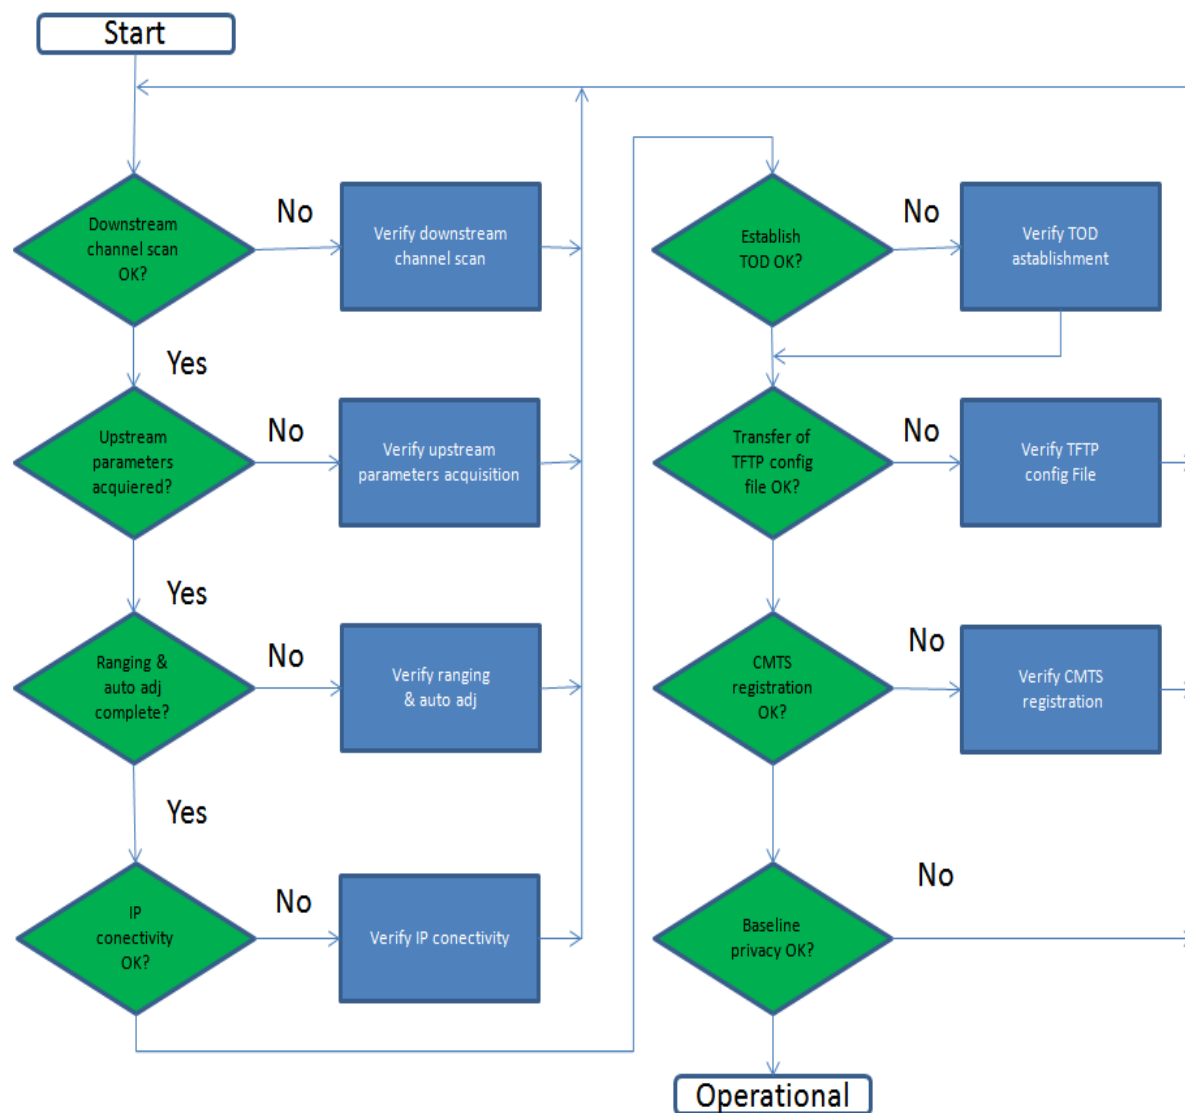 Start
Downstream
channel scan
OK?
No
Verify downstream
channel scan
Yes
Upstream
parameters
acquiered?
No
Verify upstream
parameters acquisition
Yes
Ranging &
auto adj
complete?
No
Verify ranging
& auto adj
Yes
IP
conectivity
OK?
No
Verify IP conectivity
Establish
TOD OK?
No
Verify TOD
astablishment
Transfer of
TFTP config
file OK?
No
Verify TFTP
config File
CMTS
registration
OK?
No
Verify CMTS
registration
Baseline
privacy OK?
No
Operational